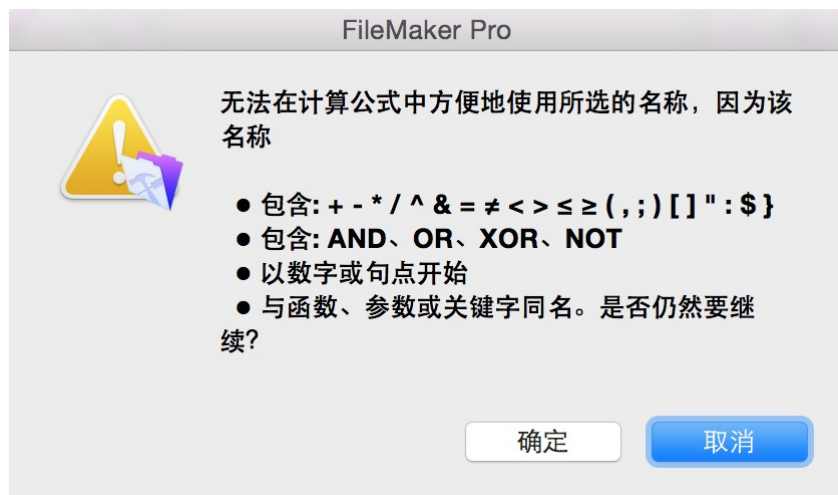 FileMaker Pro
无法在计算公式中方便地使用所选的名称，因为该
名称
● 包含: + - * / ^ & = ≠ < > ≤ ≥ ( , ; ) [ ] " : $ }
● 包含: AND、OR、XOR、NOT
● 以数字或句点开始
● 与函数、参数或关键字同名。是否仍然要继
续?
确定
取消